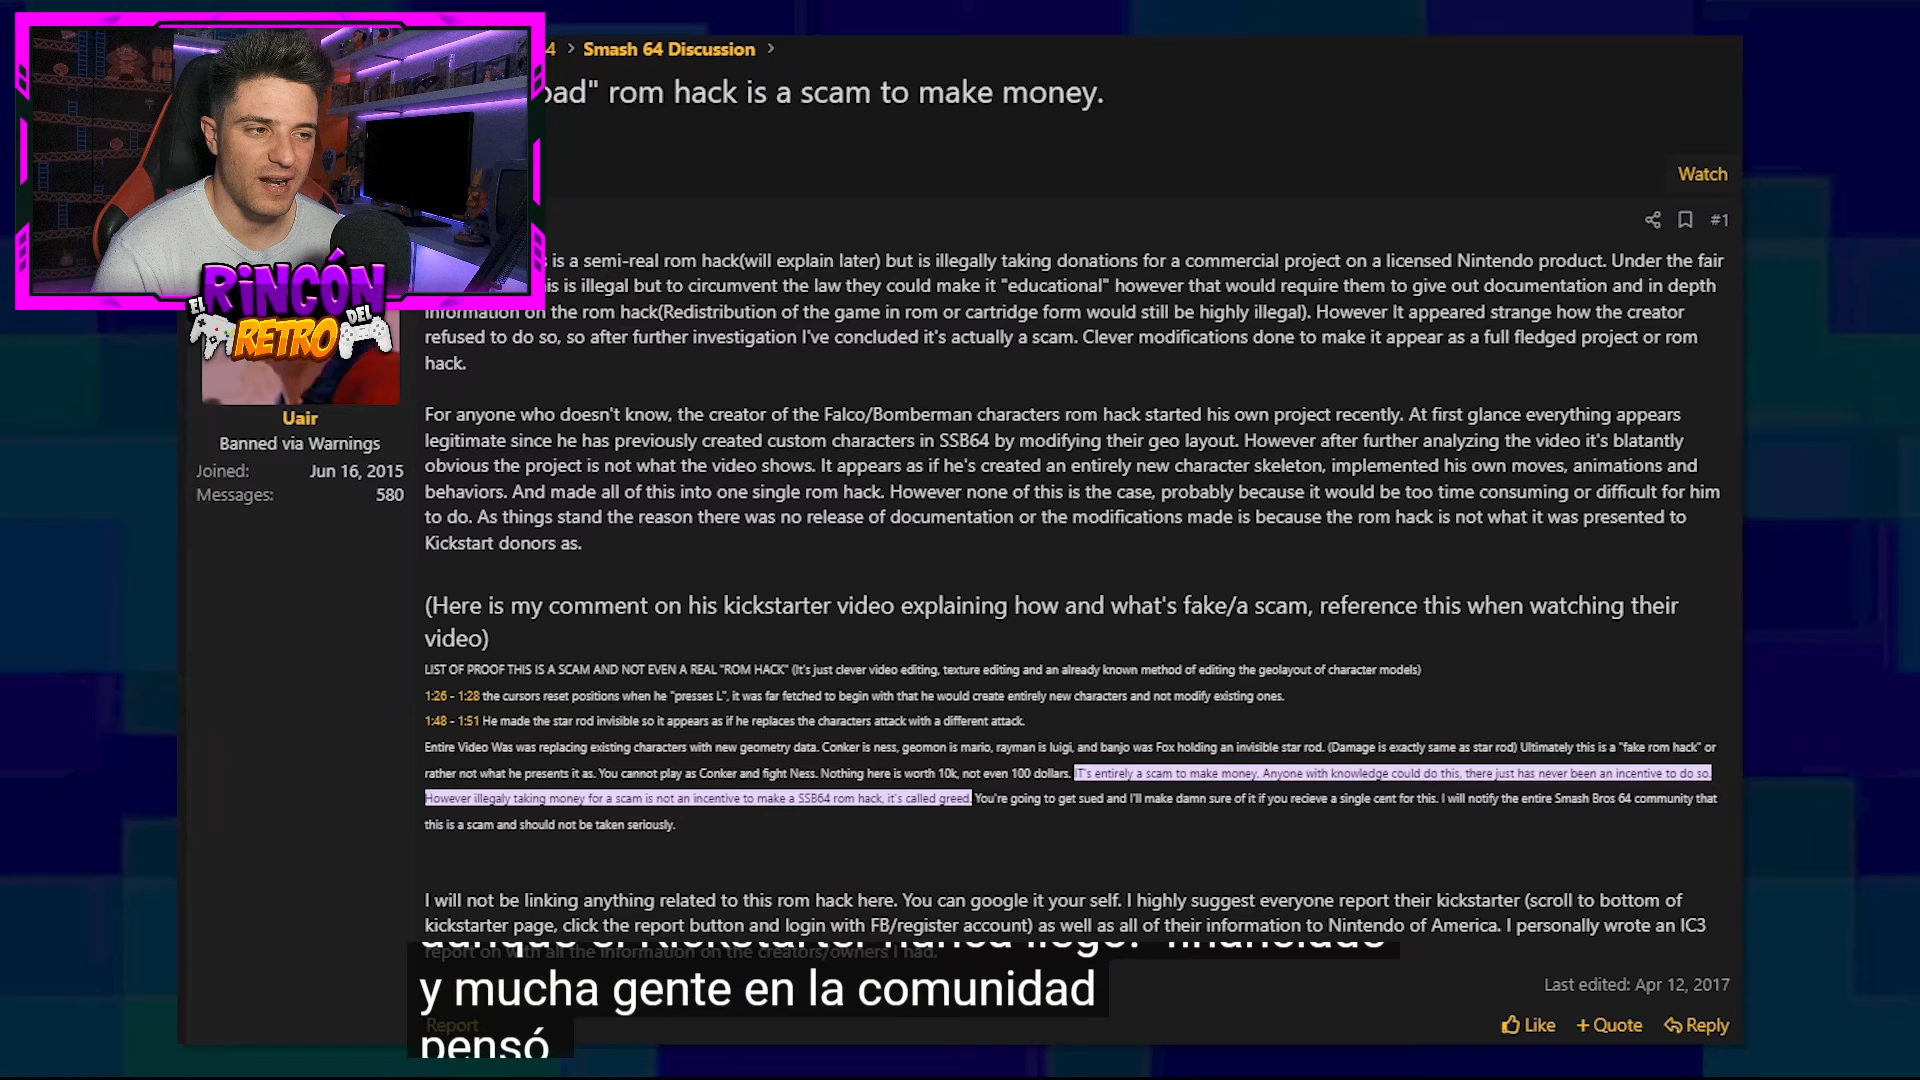 4 > Smash 64 Discussion >
oad" rom hack is a scam to make money.
Watch
#1
is a semi-real rom hack(will explain later) but is illegally taking donations for a commercial project on a licensed Nintendo product. Under the fair
is is illegal but to circumvent the law they could make it "educational" however that would require them to give out documentation and in depth
information on the rom hack(Redistribution of the game in rom or cartridge form would still be highly illegal). However It appeared strange how the creator
refused to do so, so after further investigation I've concluded it's actually a scam. Clever modifications done to make it appear as a full fledged project or rom
hack.
EL RINCÓN
DEL
RETRO
Uair
Banned via Warnings
Joined: Jun 16, 2015
Messages: 580
For anyone who doesn't know, the creator of the Falco/Bomberman characters rom hack started his own project recently. At first glance everything appears
legitimate since he has previously created custom characters in SSB64 by modifying their geo layout. However after further analyzing the video it's blatantly
obvious the project is not what the video shows. It appears as if he's created an entirely new character skeleton, implemented his own moves, animations and
behaviors. And made all of this into one single rom hack. However none of this is the case, probably because it would be too time consuming or difficult for him
to do. As things stand the reason there was no release of documentation or the modifications made is because the rom hack is not what it was presented to
Kickstart donors as.
(Here is my comment on his kickstarter video explaining how and what's fake/a scam, reference this when watching their
video)
LIST OF PROOF THIS IS A SCAM AND NOT EVEN A REAL "ROM HACK" (It's just clever video editing, texture editing and an already known method of editing the geolayout of character models)
1:26 - 1:28 the cursors reset positions when he "presses L", it was far fetched to begin with that he would create entirely new characters and not modify existing ones.
1:48 - 1:51 He made the star rod invisible so it appears as if he replaces the characters attack with a different attack.
Entire Video Was was replacing existing characters with new geometry data. Conker is ness, geomon is mario, rayman is luigi, and banjo was Fox holding an invisible star rod. (Damage is exactly same as star rod) Ultimately this is a "fake rom hack" or
rather not what he presents it as. You cannot play as Conker and fight Ness. Nothing here is worth 10k, not even 100 dollars. IT's entirely a scam to make money. Anyone with knowledge could do this, there just has never been an incentive to do so.
However illegaly taking money for a scam is not an incentive to make a SSB64 rom hack, it's called greed. You're going to get sued and I'll make damn sure of it if you recieve a single cent for this. I will notify the entire Smash Bros 64 community that
this is a scam and should not be taken seriously.
I will not be linking anything related to this rom hack here. You can google it your self. I highly suggest everyone report their kickstarter (scroll to bottom of
kickstarter page, click the report button and login with FB/register account) as well as all of their information to Nintendo of America. I personally wrote an IC3
report on with all the information on the creators/owners I had.
aunque el Kickstarter nunca llegó. financiado
y mucha gente en la comunidad
pensó
Last edited: Apr 12, 2017
Report
Like + Quote Reply